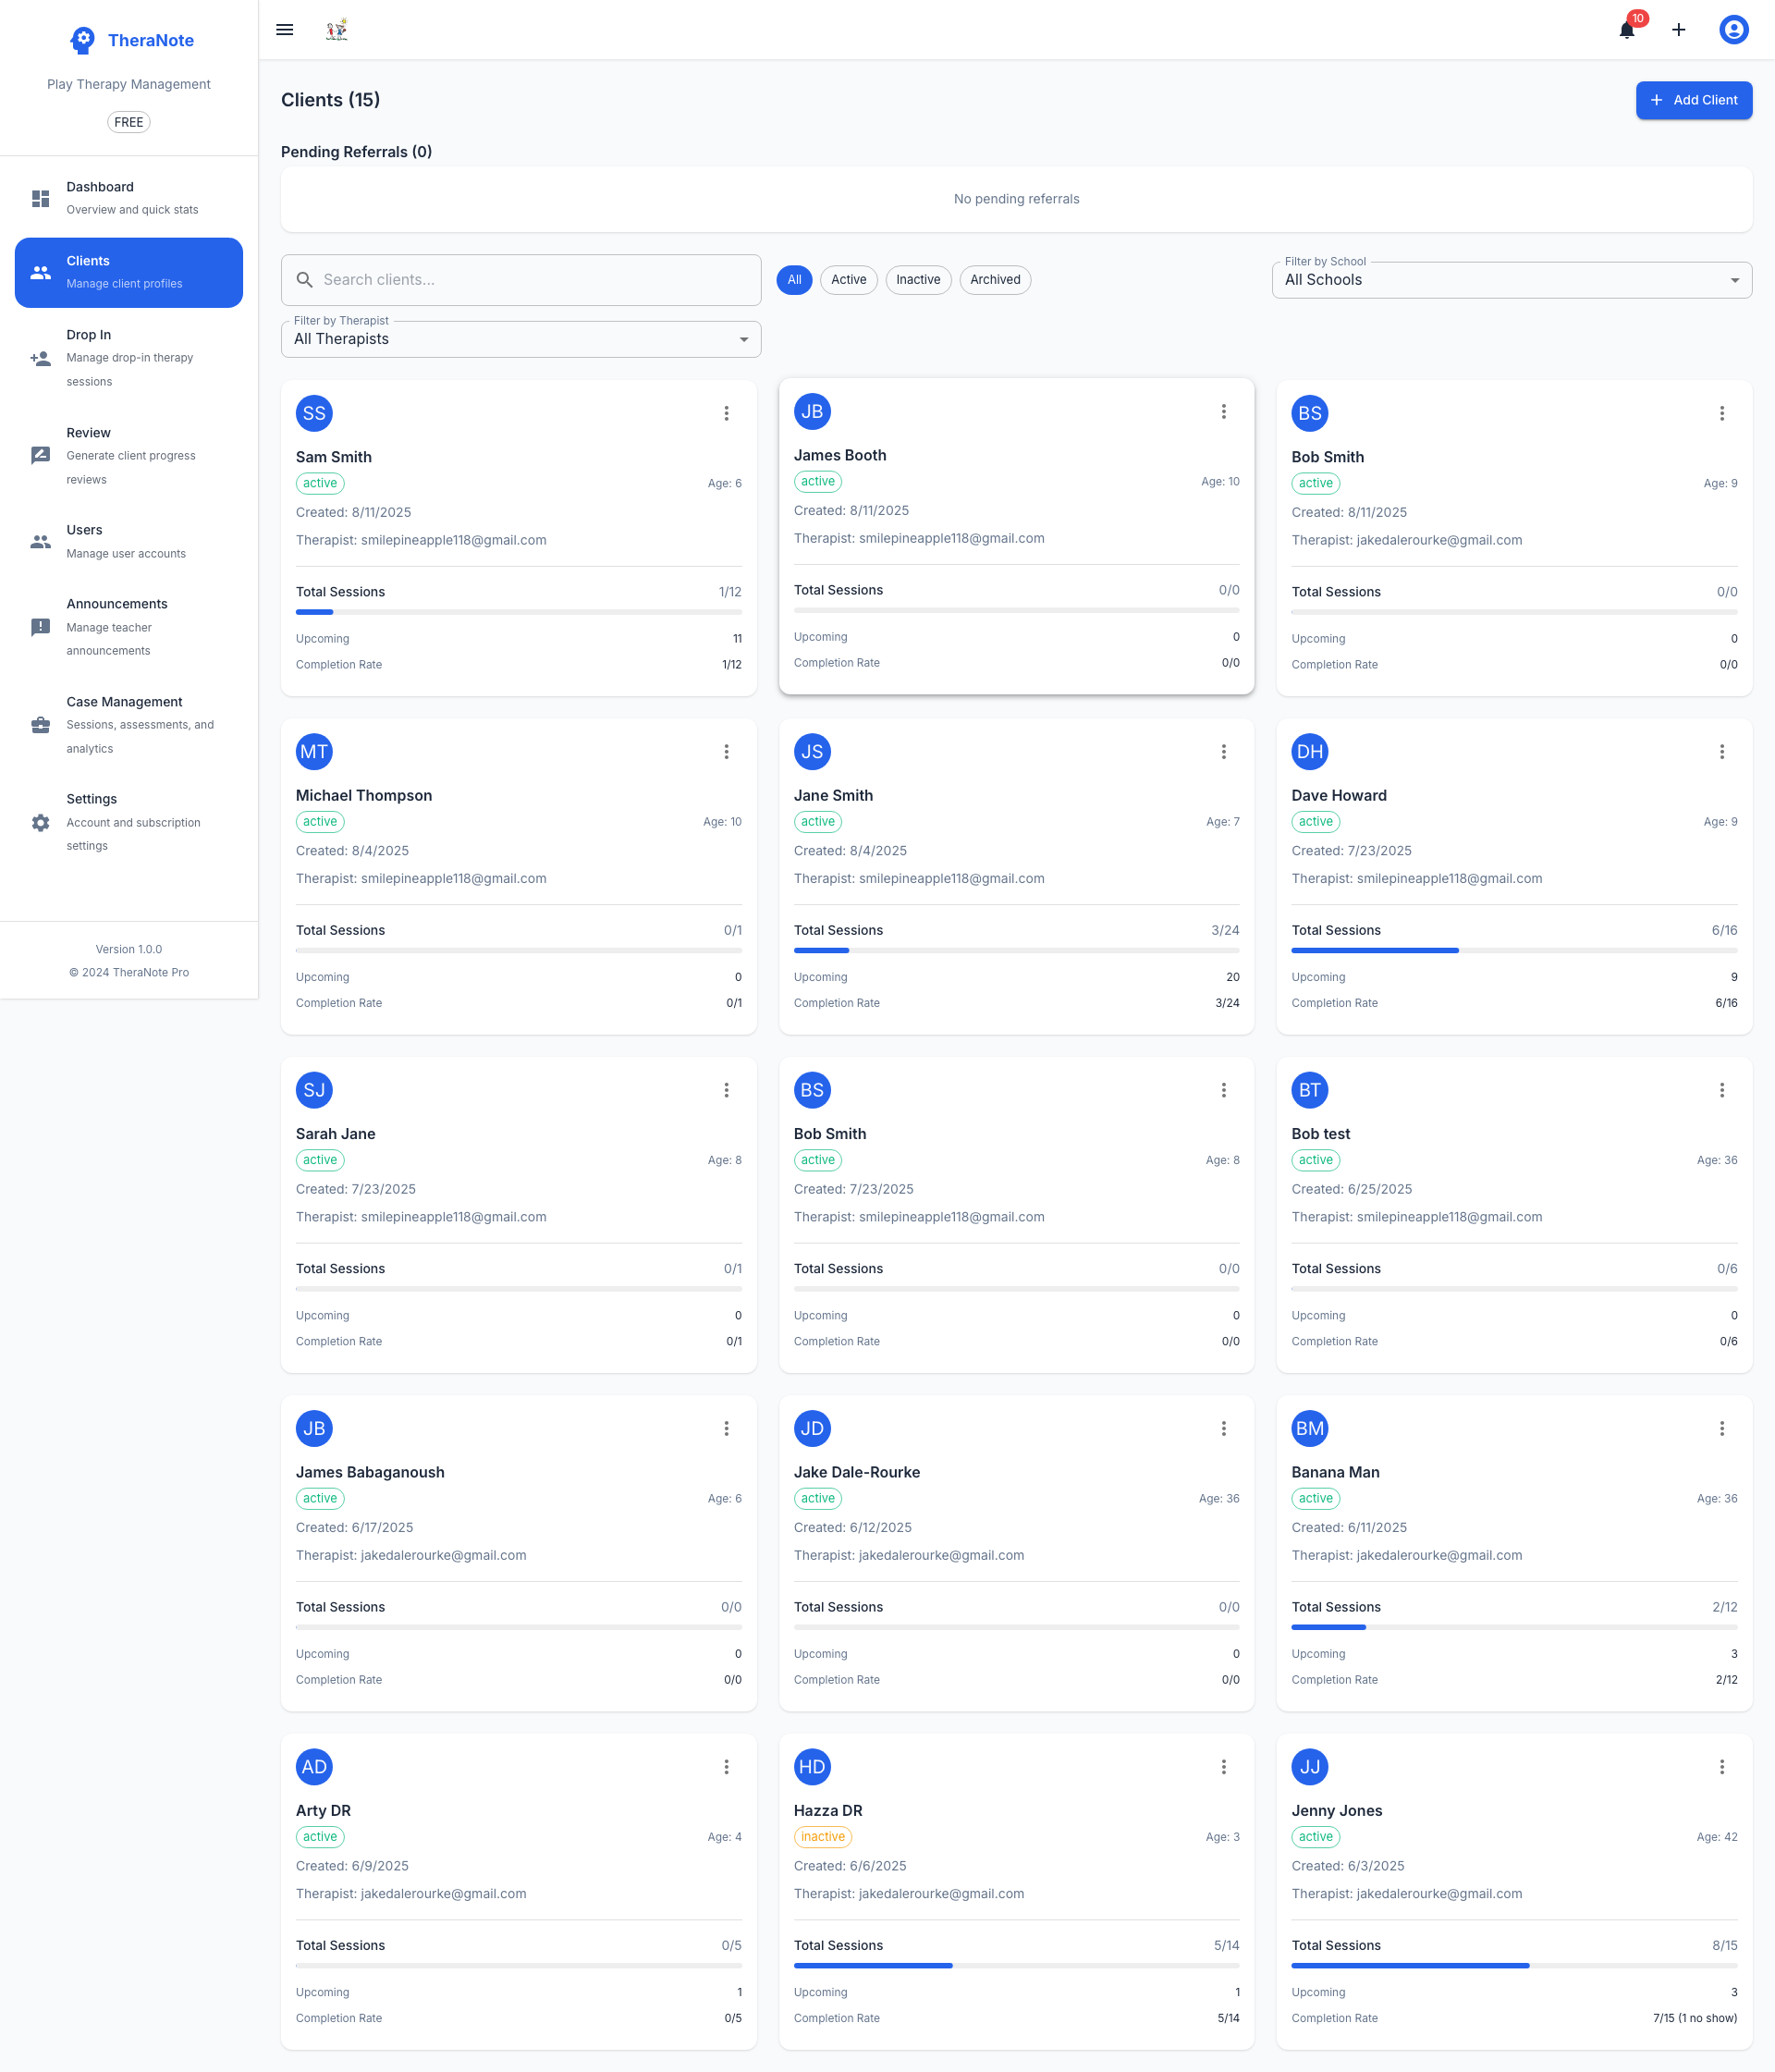 TheraNote
Play Therapy Management
FREE
Dashboard
Overview and quick stats
Clients
Manage client profiles
Drop In
Manage drop-in therapy
sessions
Review
Generate client progress
reviews
Users
Manage user accounts
Announcements
Manage teacher
announcements
Case Management
Sessions, assessments, and
analytics
Settings
Account and subscription
settings
Version 1.0.0
© 2024 TheraNote Pro
10
Clients (15)
Add Client
Pending Referrals (0)
No pending referrals
Search clients...
All
Active
Inactive
Archived
Filter by School
All Schools
Filter by Therapist
All Therapists
SS
Sam Smith
active
Age: 6
Created: 8/11/2025
Therapist: smilepineapple118@gmail.com
Total Sessions 1/12
Upcoming 11
Completion Rate 1/12
JB
James Booth
active
Age: 10
Created: 8/11/2025
Therapist: smilepineapple118@gmail.com
Total Sessions 0/0
Upcoming 0
Completion Rate 0/0
BS
Bob Smith
active
Age: 9
Created: 8/11/2025
Therapist: jakedalerourke@gmail.com
Total Sessions 0/0
Upcoming 0
Completion Rate 0/0
MT
Michael Thompson
active
Age: 10
Created: 8/4/2025
Therapist: smilepineapple118@gmail.com
Total Sessions 0/1
Upcoming 0
Completion Rate 0/1
JS
Jane Smith
active
Age: 7
Created: 8/4/2025
Therapist: smilepineapple118@gmail.com
Total Sessions 3/24
Upcoming 20
Completion Rate 3/24
DH
Dave Howard
active
Age: 9
Created: 7/23/2025
Therapist: smilepineapple118@gmail.com
Total Sessions 6/16
Upcoming 9
Completion Rate 6/16
SJ
Sarah Jane
active
Age: 8
Created: 7/23/2025
Therapist: smilepineapple118@gmail.com
Total Sessions 0/1
Upcoming 0
Completion Rate 0/1
BS
Bob Smith
active
Age: 8
Created: 7/23/2025
Therapist: smilepineapple118@gmail.com
Total Sessions 0/0
Upcoming 0
Completion Rate 0/0
BT
Bob test
active
Age: 36
Created: 6/25/2025
Therapist: smilepineapple118@gmail.com
Total Sessions 0/6
Upcoming 0
Completion Rate 0/6
JB
James Babaganoush
active
Age: 6
Created: 6/17/2025
Therapist: jakedalerourke@gmail.com
Total Sessions 0/0
Upcoming 0
Completion Rate 0/0
JD
Jake Dale-Rourke
active
Age: 36
Created: 6/12/2025
Therapist: jakedalerourke@gmail.com
Total Sessions 0/0
Upcoming 0
Completion Rate 0/0
BM
Banana Man
active
Age: 36
Created: 6/11/2025
Therapist: jakedalerourke@gmail.com
Total Sessions 2/12
Upcoming 3
Completion Rate 2/12
AD
Arty DR
active
Age: 4
Created: 6/9/2025
Therapist: jakedalerourke@gmail.com
Total Sessions 0/5
Upcoming 1
Completion Rate 0/5
HD
Hazza DR
inactive
Age: 3
Created: 6/6/2025
Therapist: jakedalerourke@gmail.com
Total Sessions 5/14
Upcoming 1
Completion Rate 5/14
JJ
Jenny Jones
active
Age: 42
Created: 6/3/2025
Therapist: jakedalerourke@gmail.com
Total Sessions 8/15
Upcoming 3
Completion Rate 7/15 (1 no show)